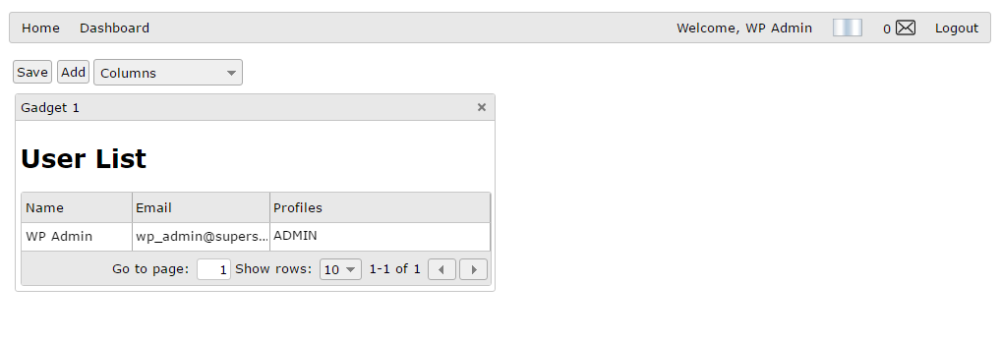 Home Dashboard Welcome, WP Admin 0 Logout
Save Add Columns
Gadget 1 ×
User List
Name Email Profiles
WP Admin wp_admin@supers... ADMIN
Go to page: 1 Show rows: 10 1-1 of 1